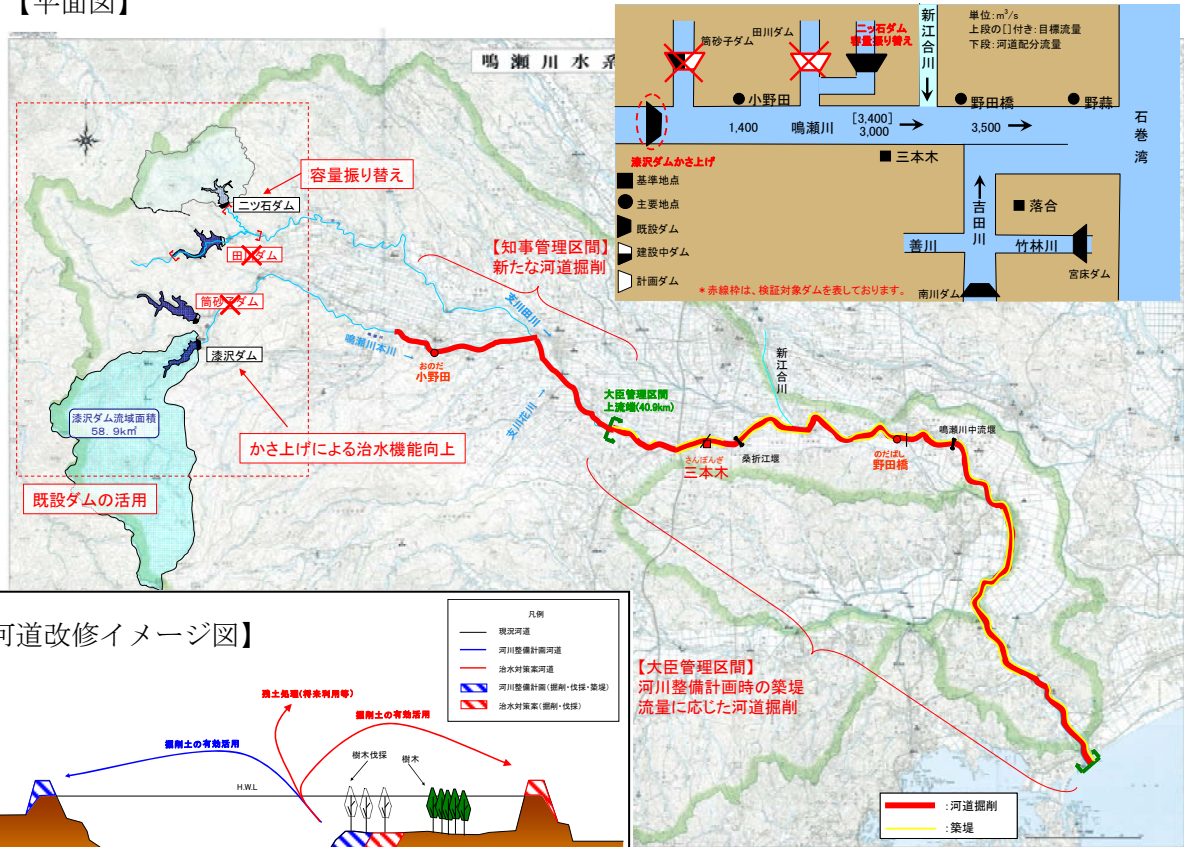 【平面図】
鳴瀬川水系
単位:m³/s
上段の[]付き:目標流量
下段:河道配分流量
筒砂子ダム
田川ダム
二ッ石ダム
容量振り替え
新江合川
小野田
野田橋
野蒜
1,400
鳴瀬川
[3,400]
3,000
3,500
石巻湾
漆沢ダムかさ上げ
三本木
基準地点
主要地点
既設ダム
建設中ダム
計画ダム
吉田川
落合
善川
竹林川
宮床ダム
南川ダム
*赤線枠は、検証対象ダムを表しております。
容量振り替え
二ツ石ダム
田川ダム
筒砂子ダム
漆沢ダム
漆沢ダム流域面積
58.9k㎡
かさ上げによる治水機能向上
既設ダムの活用
【知事管理区間】
新たな河道掘削
支川田川
鳴瀬川本川
おのだ
小野田
支川花川
大臣管理区間
上流端(40.9km)
新江合川
さんぼんぎ
三本木
桑折江堰
のだばし
野田橋
鳴瀬川中流堰
【大臣管理区間】
河川整備計画時の築堤
流量に応じた河道掘削
:河道掘削
:築堤
河道改修イメージ図】
凡例
現況河道
河川整備計画河道
治水対策案河道
河川整備計画(掘削・伐採・築堤)
治水対策案(掘削・伐採)
残土処理(将来利用等)
掘削土の有効活用
掘削土の有効活用
樹木伐採
樹木
H.W.L